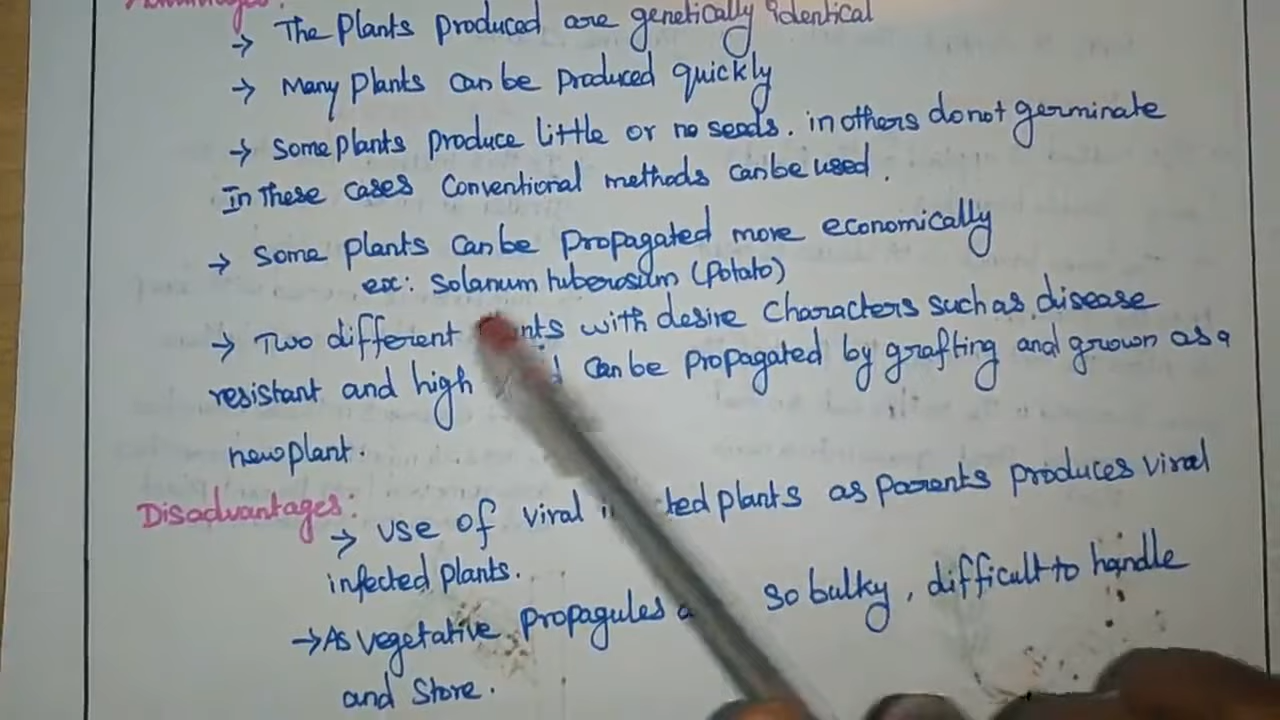 Advantages:
→ The plants produced are genetically identical
→ Many plants can be produced quickly
→ Some plants produce little or no seeds. in others do not germinate
In these cases conventional methods can be used.
→ Some plants can be propagated more economically
ex: Solanum tuberosum (potato)
→ Two different with desire characters such as disease
resistant and high can be propagated by grafting and grown as a
new plant.
Disadvantages:
→ Use of viral plants as parents produces viral
infected plants.
→ As vegetative propagules so bulky, difficult to handle
and store.